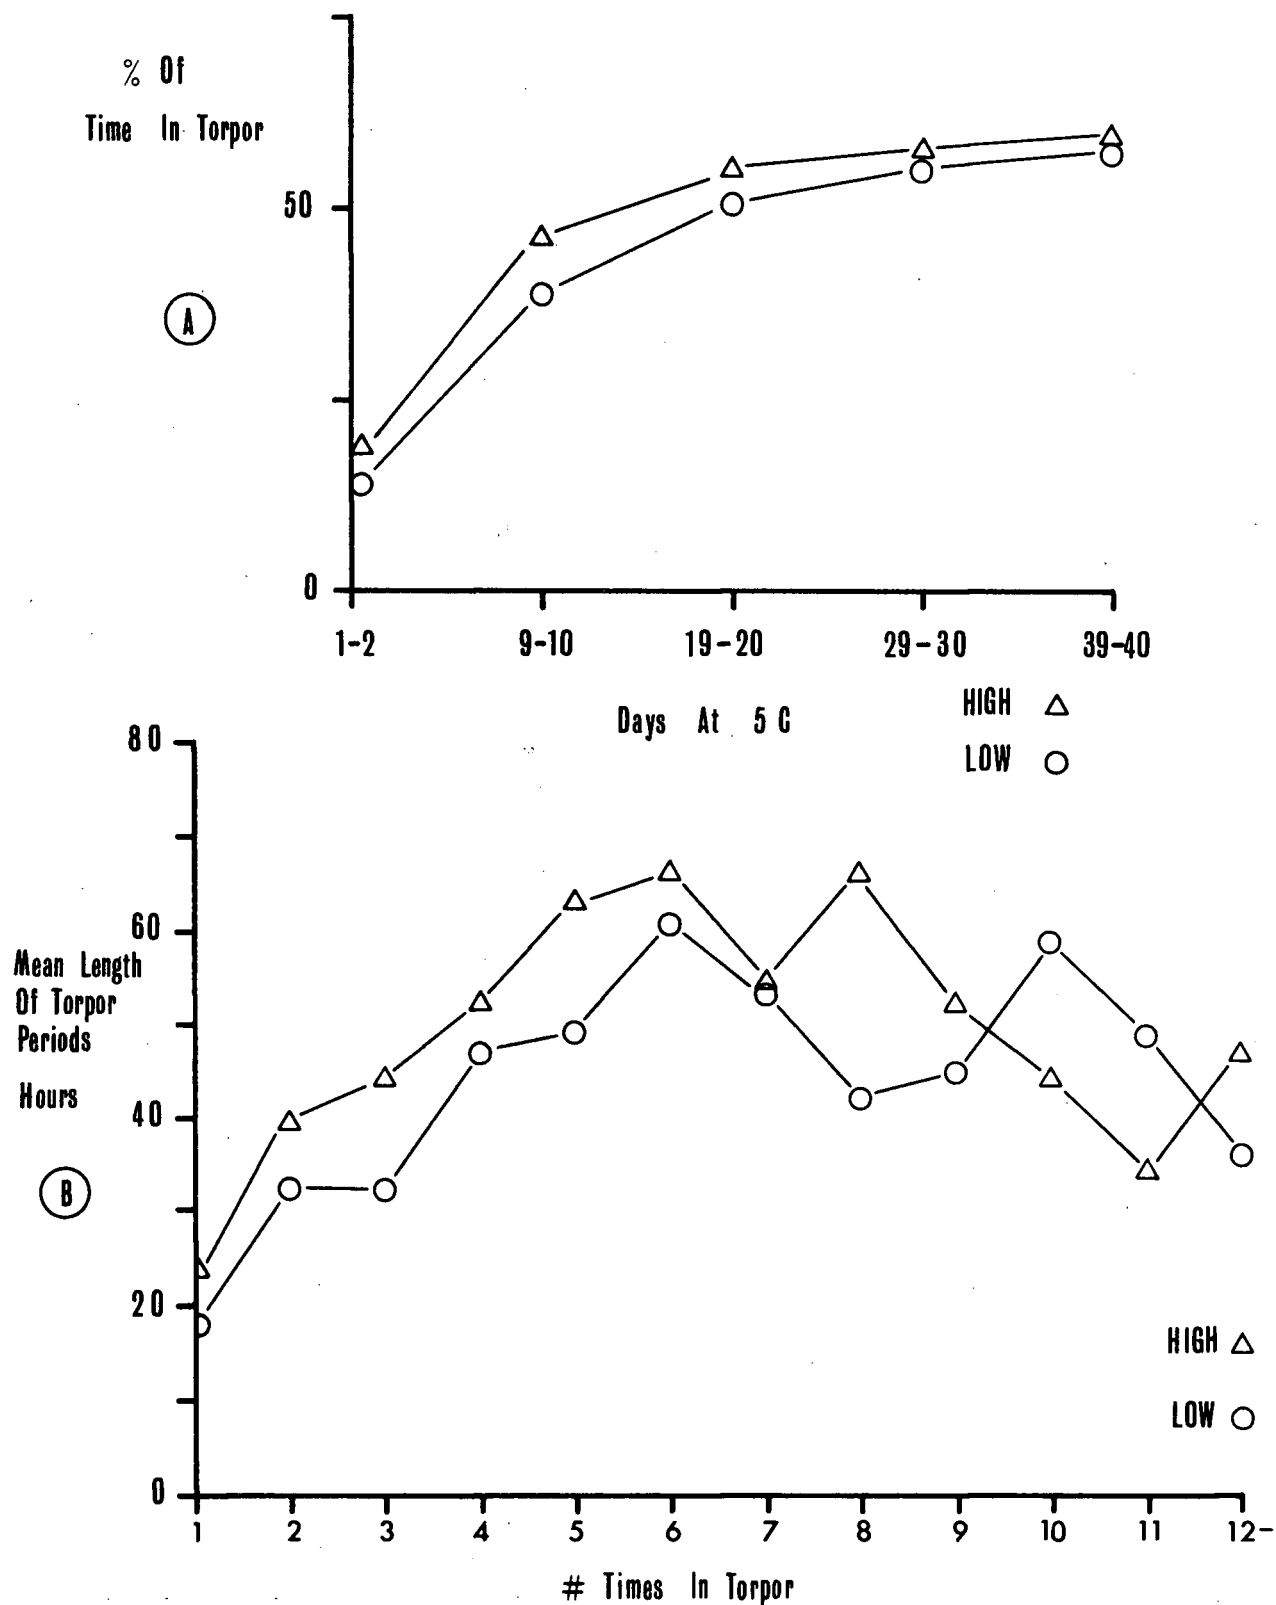 % Of
Time In Torpor
50
A
0
1-2 9-10 19-20 29-30 39-40
Days At 5 C
HIGH
LOW
80
60
Mean Length
Of Torpor
Periods
Hours
40
B
20
HIGH
LOW
0
1 2 3 4 5 6 7 8 9 10 11 12-
# Times In Torpor